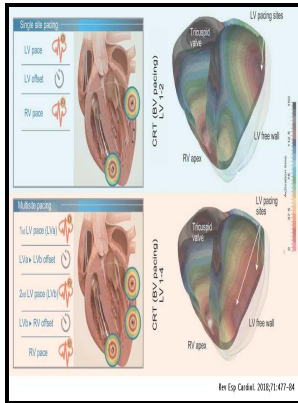 Single site pacing
LV pace
LV offset
RV pace
CRT (BV pacing)
LV 1-2
Tricuspid
valve
LV pacing sites
RV apex
LV free wall
Activation time
100
Multisite pacing
1st LV pace (LVa)
LVa ▸ LVb offset
2nd LV pace (LVb)
LVb ▸ RV offset
RV pace
CRT (BV pacing)
LV 1-4
Tricuspid
valve
LV pacing
sites
RV apex
LV free wall
Rev Esp Cardiol. 2018;71:477-84